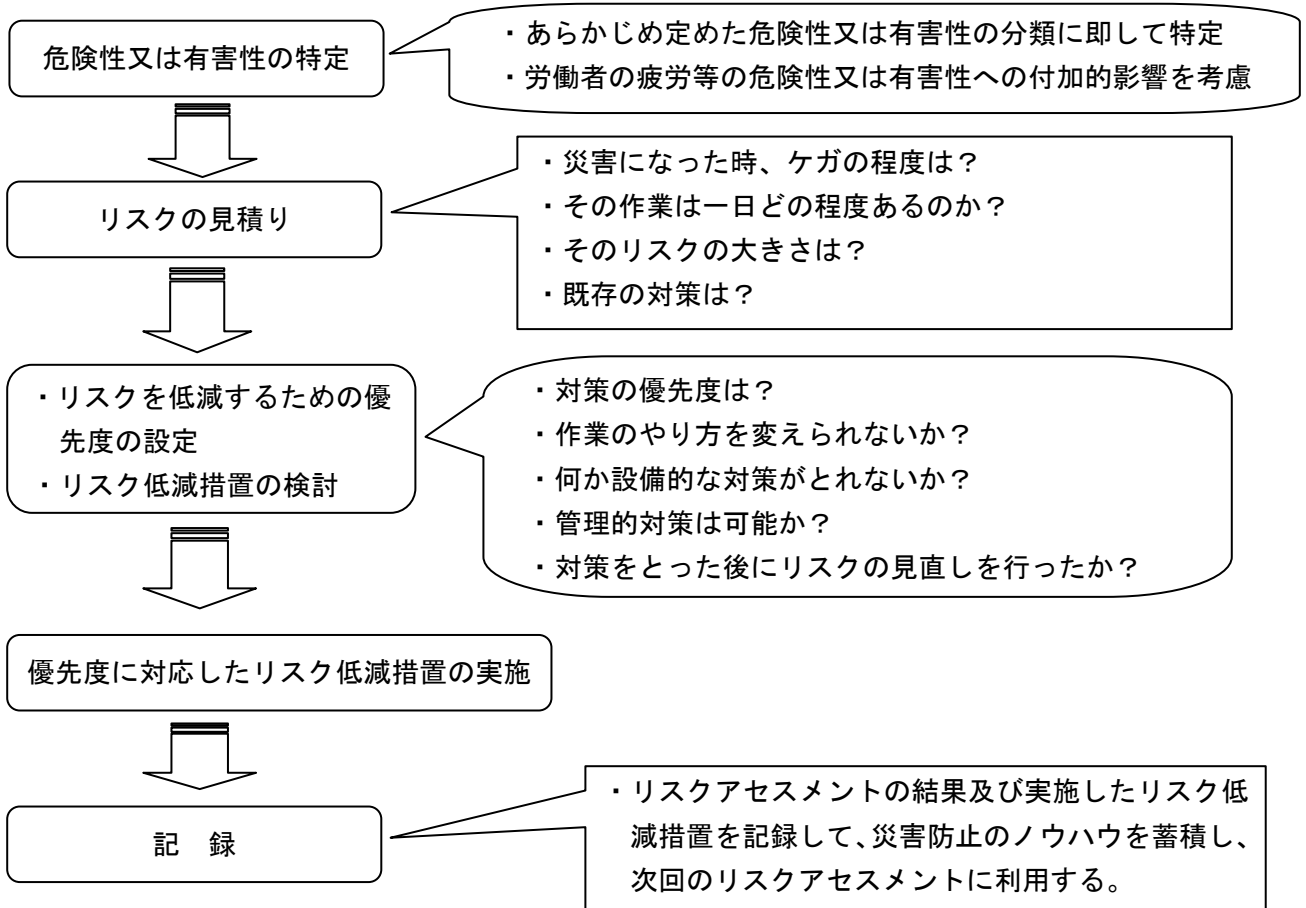 危険性又は有害性の特定
・あらかじめ定めた危険性又は有害性の分類に即して特定
・労働者の疲労等の危険性又は有害性への付加的影響を考慮
リスクの見積り
・災害になった時、ケガの程度は？
・その作業は一日どの程度あるのか？
・そのリスクの大きさは？
・既存の対策は？
・リスクを低減するための優
先度の設定
・リスク低減措置の検討
・対策の優先度は？
・作業のやり方を変えられないか？
・何か設備的な対策がとれないか？
・管理的対策は可能か？
・対策をとった後にリスクの見直しを行ったか？
優先度に対応したリスク低減措置の実施
記　録
・リスクアセスメントの結果及び実施したリスク低
減措置を記録して、災害防止のノウハウを蓄積し、
次回のリスクアセスメントに利用する。